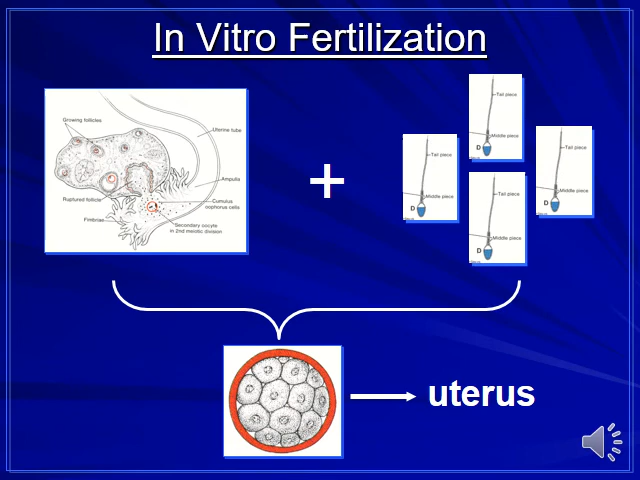 In Vitro Fertilization
Growing follicles
Uterine tube
Ampulla
Ruptured follicle
Cumulus
oophorus cells
Fimbriae
Secondary oocyte
in 2nd meiotic division
+
Tail piece
Middle piece
D
Tail piece
Middle piece
D
Tail piece
Middle piece
D
Tail piece
Middle piece
D
uterus